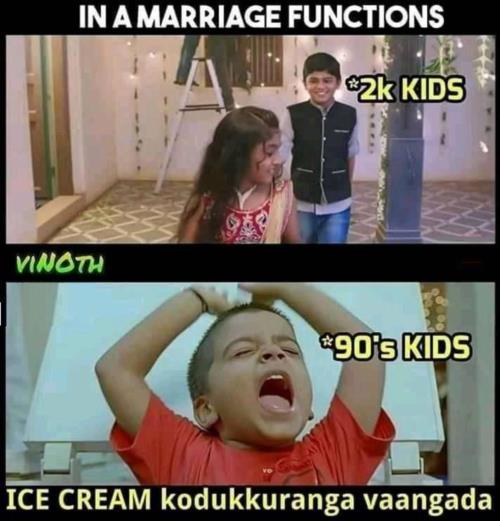 IN A MARRIAGE FUNCTIONS
*2k KIDS
VINOTH
*90's KIDS
ICE CREAM kodukkuranga vaangada